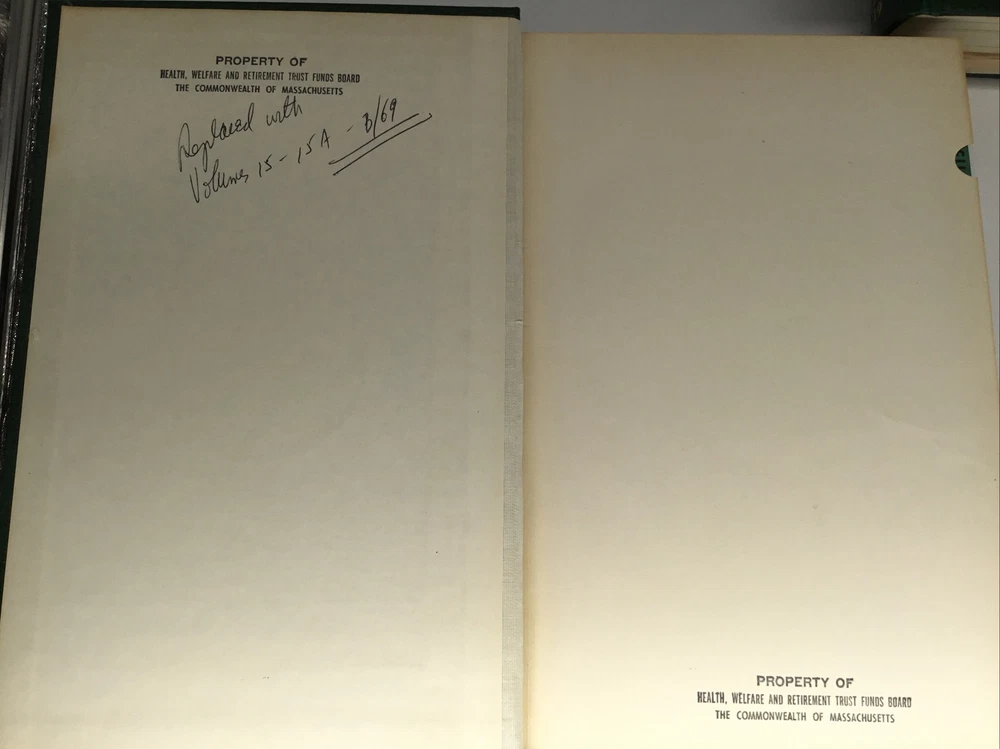 PROPERTY OF
HEALTH, WELFARE AND RETIREMENT TRUST FUNDS BOARD
THE COMMONWEALTH OF MASSACHUSETTS
Replaced with
Volumes 15 - 15A - 3/69
PROPERTY OF
HEALTH, WELFARE AND RETIREMENT TRUST FUNDS BOARD
THE COMMONWEALTH OF MASSACHUSETTS